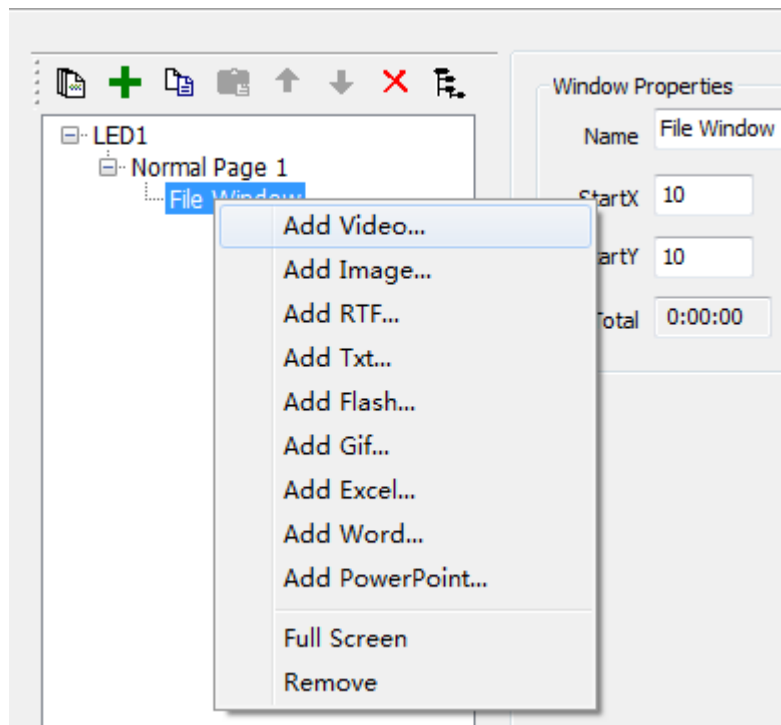 LED1
Normal Page 1
File Window
Add Video...
Add Image...
Add RTF...
Add Txt...
Add Flash...
Add Gif...
Add Excel...
Add Word...
Add PowerPoint...
Full Screen
Remove
Window Properties
Name File Window
StartX 10
artY 10
Total 0:00:00